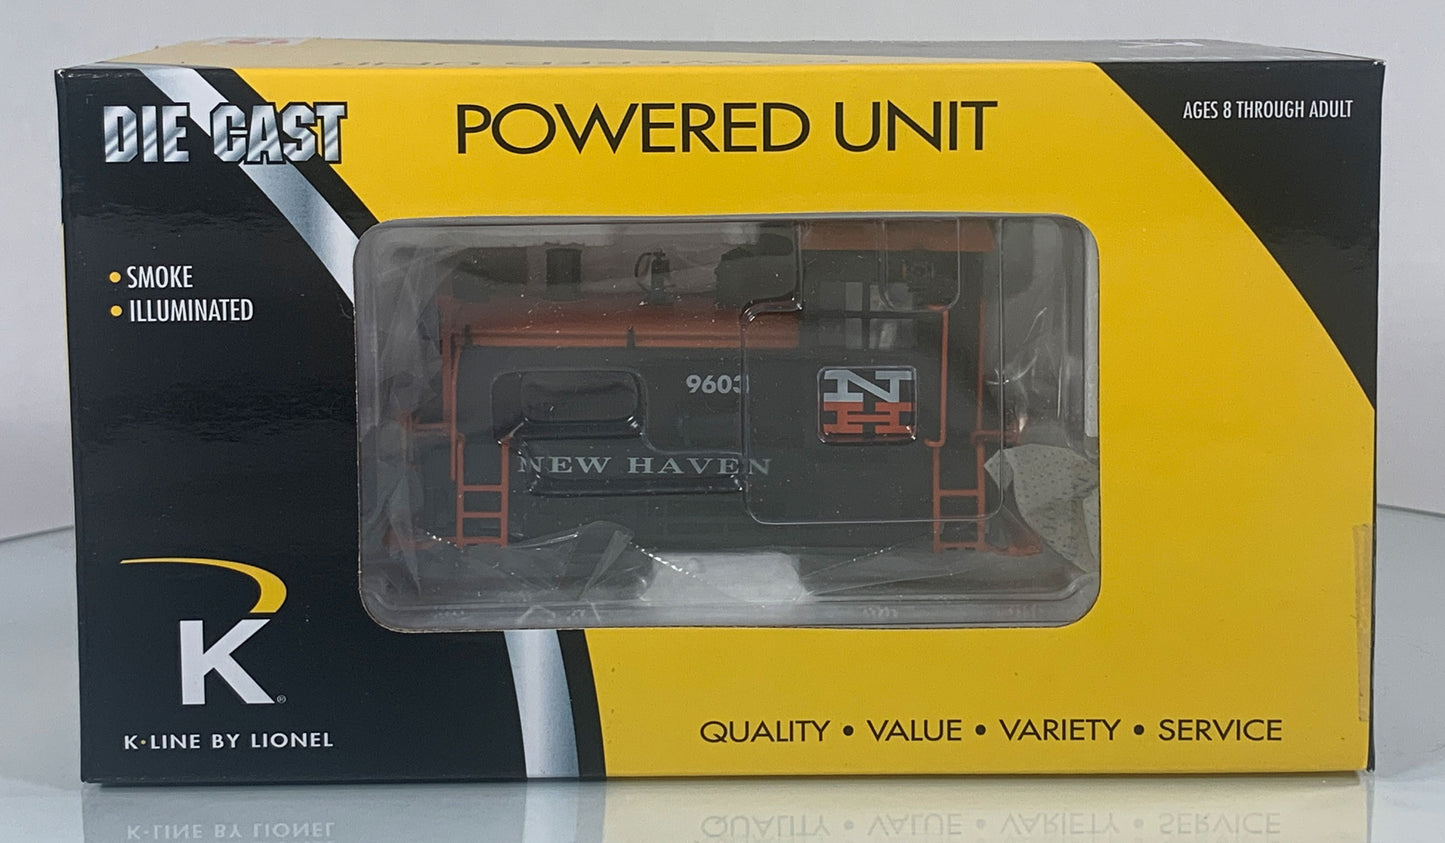 DIE CAST
POWERED UNIT
AGES 8 THROUGH ADULT
• SMOKE
• ILLUMINATED
9603
NH
NEW HAVEN
K®
K·LINE BY LIONEL
QUALITY • VALUE • VARIETY • SERVICE